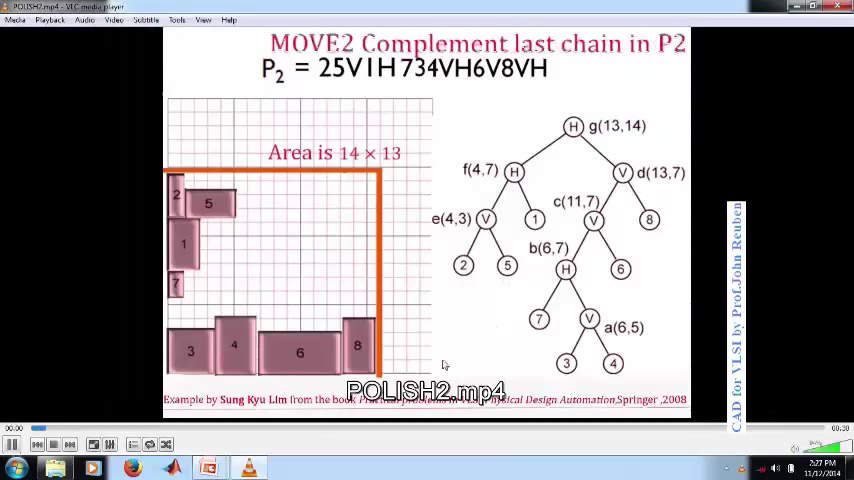 POLISH2.mp4 - VLC media player
Media Playback Audio Video Subtitle Tools View Help
MOVE2 Complement last chain in P2
P2 = 25V1H734VH6V8VH
Area is 14 × 13
2
5
1
7
3
4
6
8
H g(13,14)
f(4,7) H
V d(13,7)
c(11,7)
e(4,3) V
1
V
8
b(6,7)
2
5
H
6
7
V
a(6,5)
3
4
CAD for VLSI by Prof.John Reuben
POLISH2.mp4
Example by Sung Kyu Lim from the book Practical problems in VLSI Physical Design Automation,Springer ,2008
00:00
00:30
2:27 PM
11/12/2014